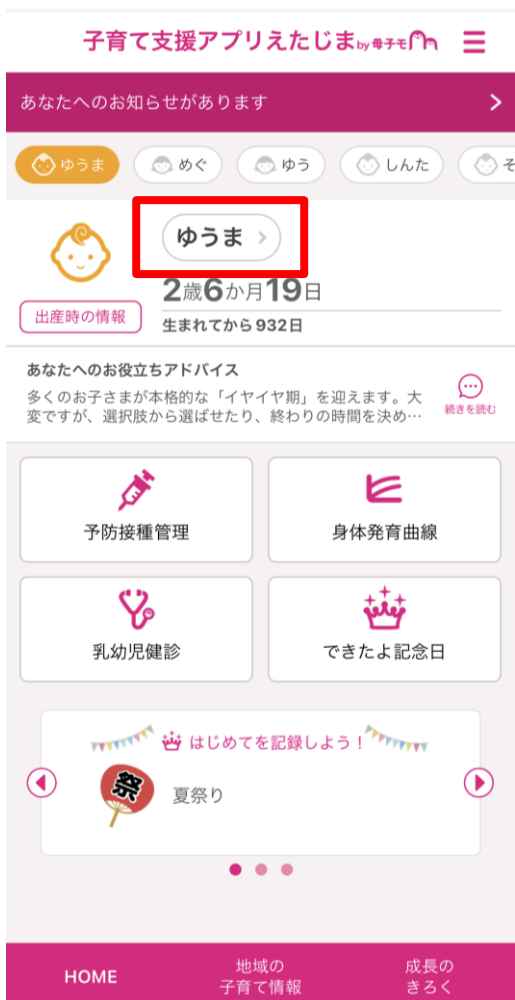 子育て支援アプリえたじまby母子モ
あなたへのお知らせがあります
ゆうま めぐ ゆう しんた そ
ゆうま
2歳6か月19日
出産時の情報
生まれてから932日
あなたへのお役立ちアドバイス
多くのお子さまが本格的な「イヤイヤ期」を迎えます。大
変ですが、選択肢から選ばせたり、終わりの時間を決め…
続きを読む
予防接種管理 身体発育曲線
乳幼児健診 できたよ記念日
はじめてを記録しよう!
祭
夏祭り
HOME
地域の
子育て情報
成長の
きろく